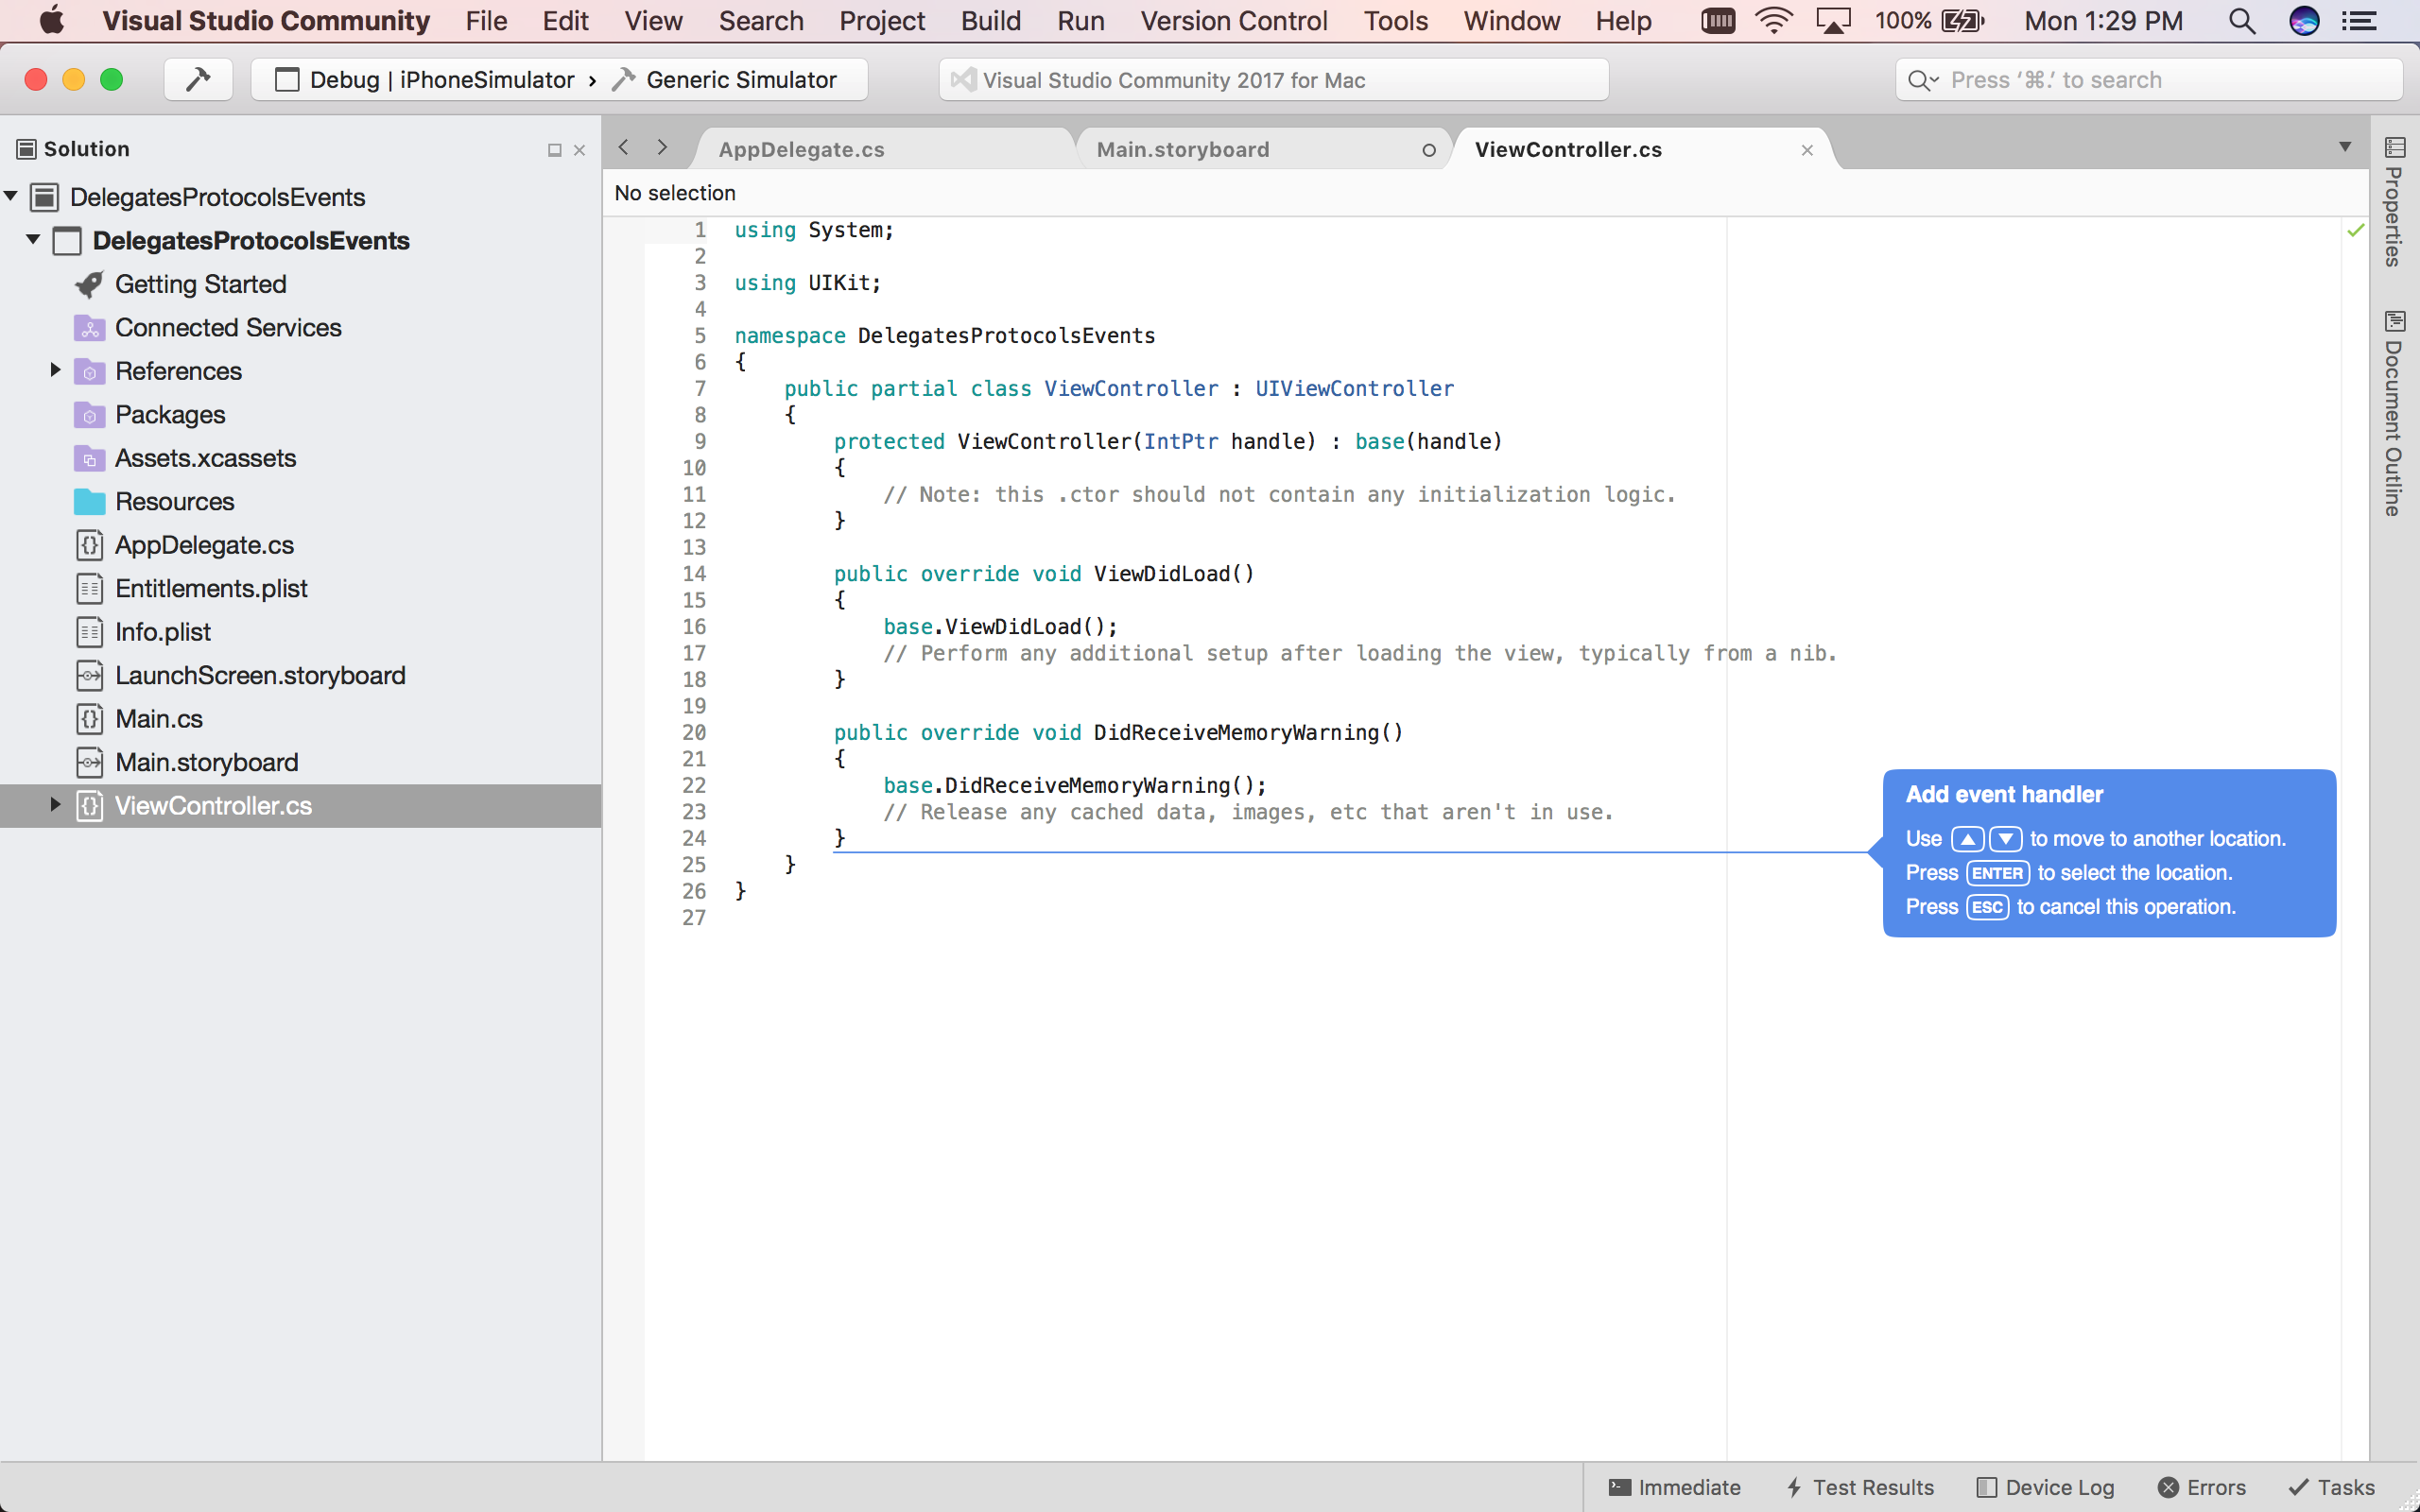 Visual Studio Community File Edit View Search Project Build Run Version Control Tools Window Help 100% Mon 1:29 PM
Debug | iPhoneSimulator › Generic Simulator
Visual Studio Community 2017 for Mac
Press ‘⌘.’ to search
Solution
DelegatesProtocolsEvents
DelegatesProtocolsEvents
Getting Started
Connected Services
References
Packages
Assets.xcassets
Resources
AppDelegate.cs
Entitlements.plist
Info.plist
LaunchScreen.storyboard
Main.cs
Main.storyboard
ViewController.cs
AppDelegate.cs
Main.storyboard
ViewController.cs
No selection
1 using System;
2
3 using UIKit;
4
5 namespace DelegatesProtocolsEvents
6 {
7 public partial class ViewController : UIViewController
8 {
9 protected ViewController(IntPtr handle) : base(handle)
10 {
11 // Note: this .ctor should not contain any initialization logic.
12 }
13
14 public override void ViewDidLoad()
15 {
16 base.ViewDidLoad();
17 // Perform any additional setup after loading the view, typically from a nib.
18 }
19
20 public override void DidReceiveMemoryWarning()
21 {
22 base.DidReceiveMemoryWarning();
23 // Release any cached data, images, etc that aren't in use.
24 }
25 }
26 }
27
Add event handler
Use ▲ ▼ to move to another location.
Press ENTER to select the location.
Press ESC to cancel this operation.
Properties
Document Outline
Immediate Test Results Device Log Errors Tasks